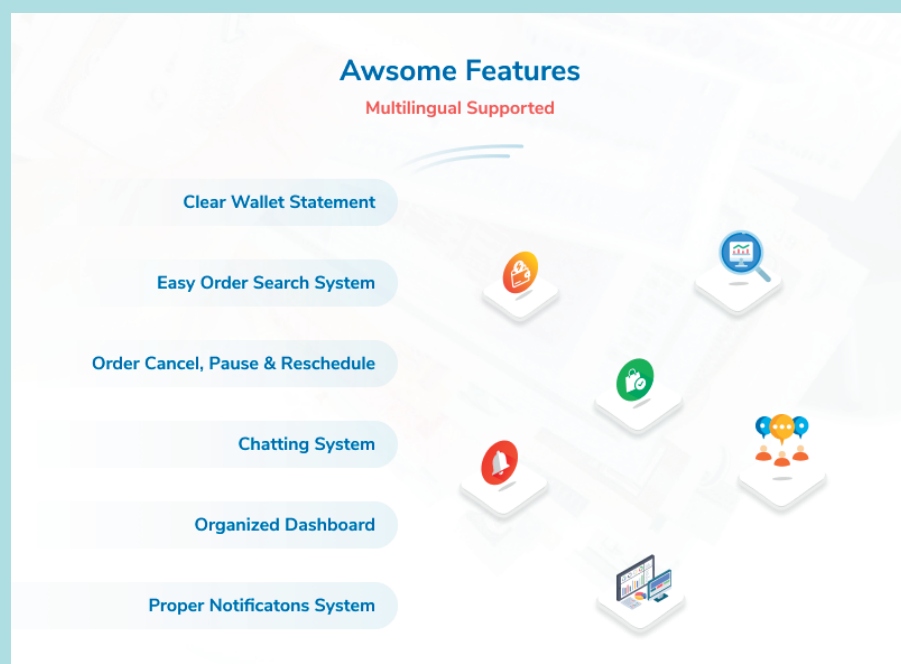 Awsome Features
Multilingual Supported
Clear Wallet Statement
Easy Order Search System
Order Cancel, Pause & Reschedule
Chatting System
Organized Dashboard
Proper Notificatons System